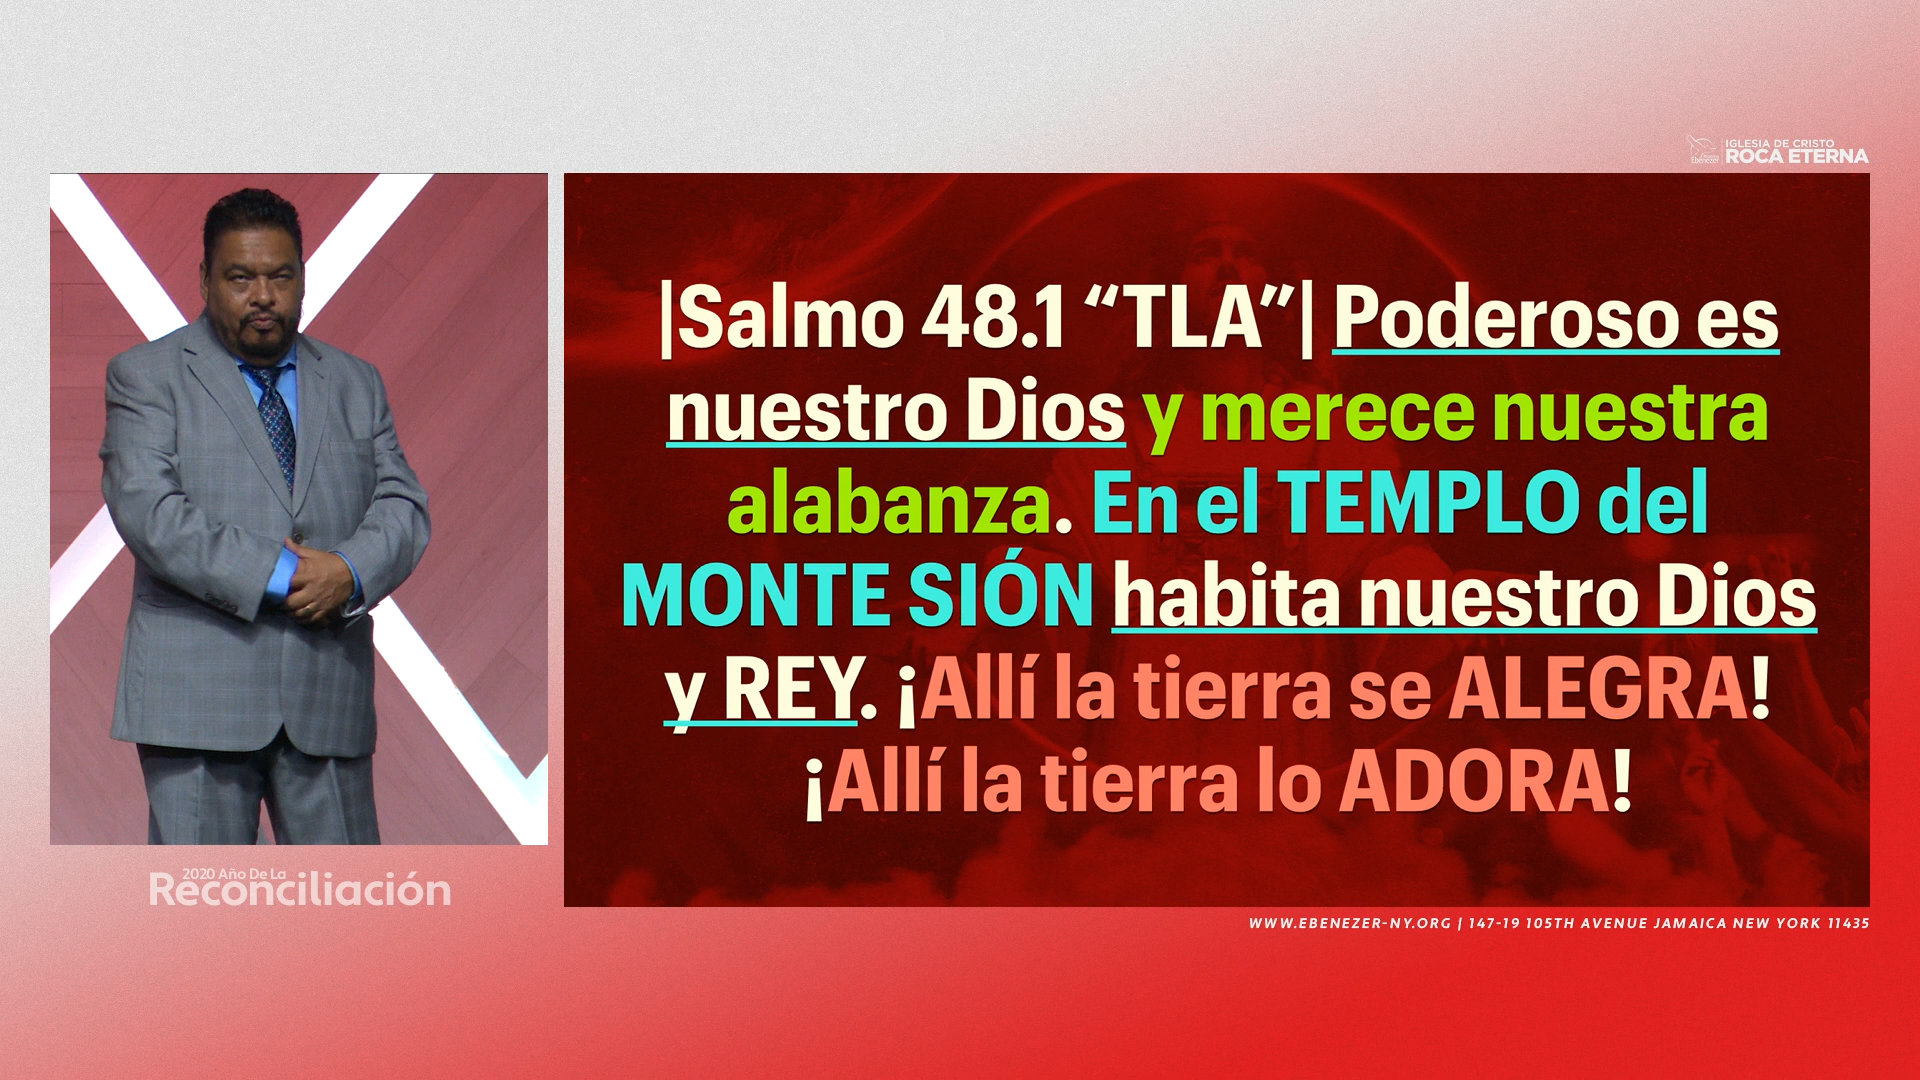 IGLESIA DE CRISTO
Ebenezer ROCA ETERNA
|Salmo 48.1 “TLA”| Poderoso es
nuestro Dios y merece nuestra
alabanza. En el TEMPLO del
MONTE SIÓN habita nuestro Dios
y REY. ¡Allí la tierra se ALEGRA!
¡Allí la tierra lo ADORA!
2020 Año De La
Reconciliación
WWW.EBENEZER-NY.ORG | 147-19 105TH AVENUE JAMAICA NEW YORK 11435